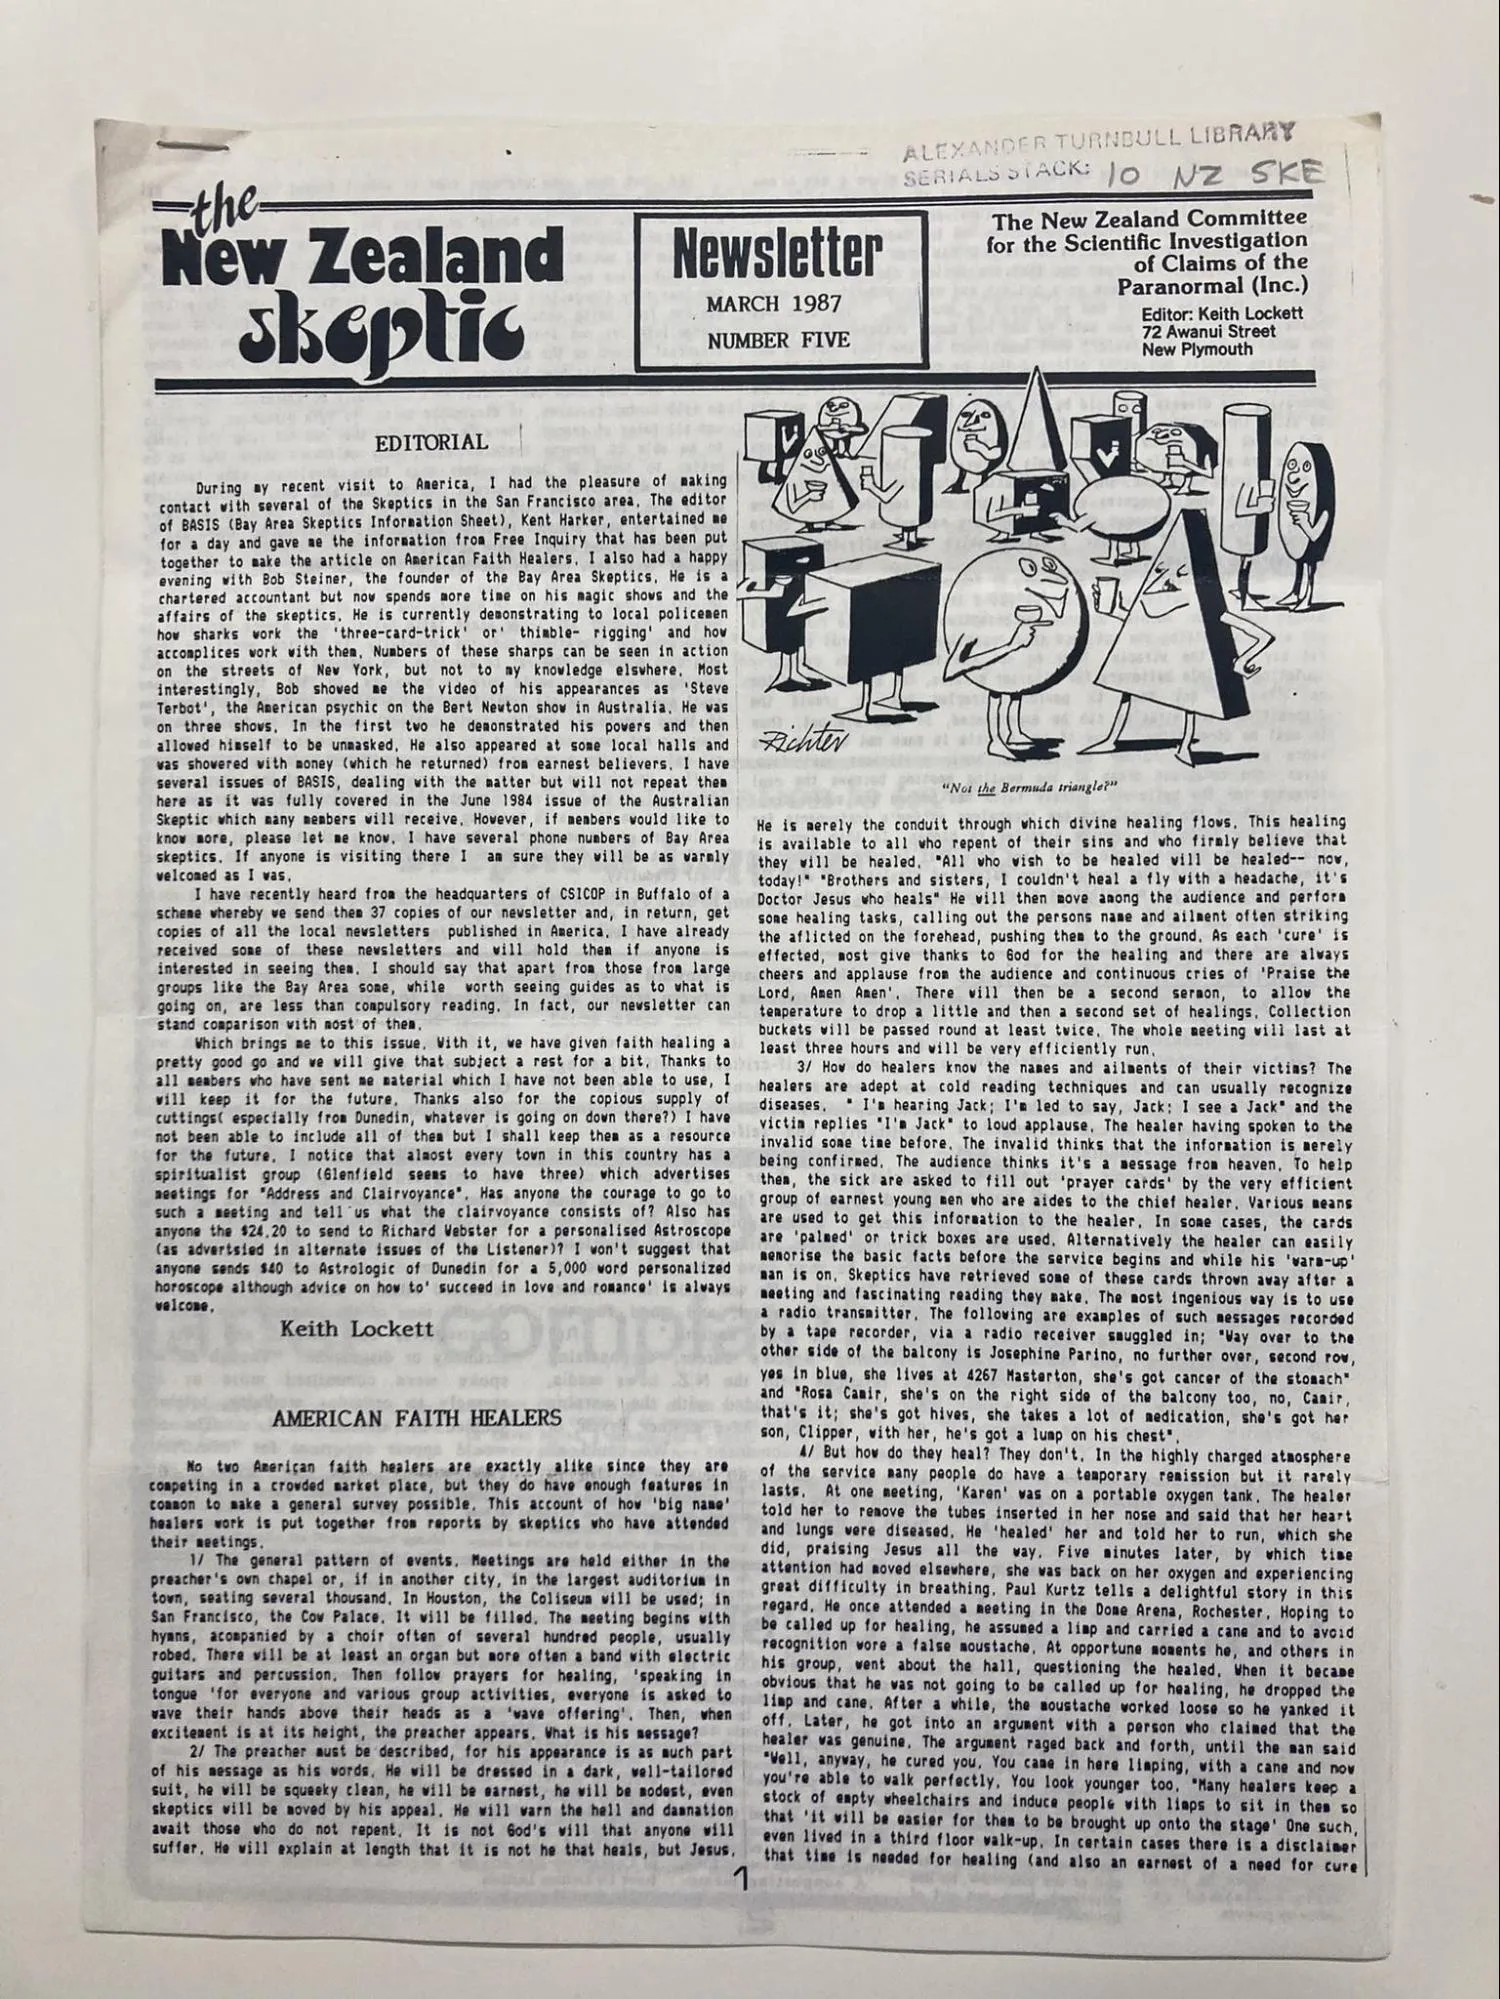 ALEXANDER TURNBULL LIBRARY
SERIALS STACK: 10 NZ SKE
the
New Zealand
skeptic
Newsletter
MARCH 1987
NUMBER FIVE
The New Zealand Committee
for the Scientific Investigation
of Claims of the
Paranormal (Inc.)
Editor: Keith Lockett
72 Awanui Street
New Plymouth
EDITORIAL
During my recent visit to America, I had the pleasure of making
contact with several of the Skeptics in the San Francisco area. The editor
of BASIS (Bay Area Skeptics Information Sheet), Kent Harker, entertained me
for a day and gave me the information from Free Inquiry that has been put
together to make the article on American Faith Healers. I also had a happy
evening with Bob Steiner, the founder of the Bay Area Skeptics. He is a
chartered accountant but now spends more time on his magic shows and the
affairs of the skeptics. He is currently demonstrating to local policemen
how sharks work the 'three-card-trick' or' thimble- rigging' and how
accomplices work with them. Numbers of these sharps can be seen in action
on the streets of New York, but not to my knowledge elswhere. Most
interestingly, Bob showed me the video of his appearances as 'Steve
Terbot', the American psychic on the Bert Newton show in Australia. He was
on three shows. In the first two he demonstrated his powers and then
allowed himself to be unmasked. He also appeared at some local halls and
was showered with money (which he returned) from earnest believers. I have
several issues of BASIS, dealing with the matter but will not repeat them
here as it was fully covered in the June 1984 issue of the Australian
Skeptic which many members will receive. However, if members would like to
know more, please let me know. I have several phone numbers of Bay Area
skeptics. If anyone is visiting there I am sure they will be as warmly
welcomed as I was.
I have recently heard from the headquarters of CSICOP in Buffalo of a
scheme whereby we send them 37 copies of our newsletter and, in return, get
copies of all the local newsletters published in America. I have already
received some of these newsletters and will hold them if anyone is
interested in seeing them. I should say that apart from those from large
groups like the Bay Area some, while worth seeing guides as to what is
going on, are less than compulsory reading. In fact, our newsletter can
stand comparison with most of them.
Which brings me to this issue. With it, we have given faith healing a
pretty good go and we will give that subject a rest for a bit. Thanks to
all members who have sent me material which I have not been able to use, I
will keep it for the future. Thanks also for the copious supply of
cuttings( especially from Dunedin, whatever is going on down there?) I have
not been able to include all of them but I shall keep them as a resource
for the future. I notice that almost every town in this country has a
spiritualist group (Glenfield seems to have three) which advertises
meetings for "Address and Clairvoyance". Has anyone the courage to go to
such a meeting and tell us what the clairvoyance consists of? Also has
anyone the $24.20 to send to Richard Webster for a personalised Astroscope
(as advertsied in alternate issues of the Listener)? I won't suggest that
anyone sends $40 to Astrologic of Dunedin for a 5,000 word personalized
horoscope although advice on how to' succeed in love and romance' is always
welcome.
Keith Lockett
AMERICAN FAITH HEALERS
No two American faith healers are exactly alike since they are
competing in a crowded market place, but they do have enough features in
common to make a general survey possible. This account of how 'big name'
healers work is put together from reports by skeptics who have attended
their meetings.
1/ The general pattern of events. Meetings are held either in the
preacher's own chapel or, if in another city, in the largest auditorium in
town, seating several thousand. In Houston, the Coliseum will be used; in
San Francisco, the Cow Palace. It will be filled. The meeting begins with
hymns, acompanied by a choir often of several hundred people, usually
robed. There will be at least an organ but more often a band with electric
guitars and percussion. Then follow prayers for healing, 'speaking in
tongue 'for everyone and various group activities, everyone is asked to
wave their hands above their heads as a 'wave offering'. Then, when
excitement is at its height, the preacher appears. What is his message?
2/ The preacher must be described, for his appearance is as much part
of his message as his words. He will be dressed in a dark, well-tailored
suit, he will be squeeky clean, he will be earnest, he will be modest, even
skeptics will be moved by his appeal. He will warn the hell and damnation
await those who do not repent. It is not God's will that anyone will
suffer. He will explain at length that it is not he that heals, but Jesus.
Richter
"Not the Bermuda triangle?"
He is merely the conduit through which divine healing flows. This healing
is available to all who repent of their sins and who firmly believe that
they will be healed. "All who wish to be healed will be healed-- now,
today!" "Brothers and sisters, I couldn't heal a fly with a headache, it's
Doctor Jesus who heals" He will then move among the audience and perform
some healing tasks, calling out the persons name and ailment often striking
the aflicted on the forehead, pushing them to the ground. As each 'cure' is
effected, most give thanks to God for the healing and there are always
cheers and applause from the audience and continuous cries of 'Praise the
Lord, Amen Amen'. There will then be a second sermon, to allow the
temperature to drop a little and then a second set of healings. Collection
buckets will be passed round at least twice. The whole meeting will last at
least three hours and will be very efficiently run.
3/ How do healers know the names and ailments of their victims? The
healers are adept at cold reading techniques and can usually recognize
diseases. " I'm hearing Jack; I'm led to say, Jack; I see a Jack" and the
victim replies "I'm Jack" to loud applause. The healer having spoken to the
invalid some time before. The invalid thinks that the information is merely
being confirmed. The audience thinks it's a message from heaven. To help
them, the sick are asked to fill out 'prayer cards' by the very efficient
group of earnest young men who are aides to the chief healer. Various means
are used to get this information to the healer. In some cases, the cards
are 'palmed' or trick boxes are used. Alternatively the healer can easily
memorise the basic facts before the service begins and while his 'warm-up'
man is on. Skeptics have retrieved some of these cards thrown away after a
meeting and fascinating reading they make. The most ingenious way is to use
a radio transmitter. The following are examples of such messages recorded
by a tape recorder, via a radio receiver smuggled in; "Way over to the
other side of the balcony is Josephine Parino, no further over, second row,
yes in blue, she lives at 4267 Masterton, she's got cancer of the stomach"
and "Rosa Camir, she's on the right side of the balcony too, no, Camir,
that's it; she's got hives, she takes a lot of medication, she's got her
son, Clipper, with her, he's got a lump on his chest".
4/ But how do they heal? They don't. In the highly charged atmosphere
of the service many people do have a temporary remission but it rarely
lasts. At one meeting, 'Karen' was on a portable oxygen tank. The healer
told her to remove the tubes inserted in her nose and said that her heart
and lungs were diseased. He 'healed' her and told her to run, which she
did, praising Jesus all the way. Five minutes later, by which time
attention had moved elsewhere, she was back on her oxygen and experiencing
great difficulty in breathing. Paul Kurtz tells a delightful story in this
regard. He once attended a meeting in the Dome Arena, Rochester. Hoping to
be called up for healing, he assumed a limp and carried a cane and to avoid
recognition wore a false moustache. At opportune moments he, and others in
his group, went about the hall, questioning the healed. When it became
obvious that he was not going to be called up for healing, he dropped the
limp and cane. After a while, the moustache worked loose so he yanked it
off. Later, he got into an argument with a person who claimed that the
healer was genuine. The argument raged back and forth, until the man said
"Well, anyway, he cured you. You came in here limping, with a cane and now
you're able to walk perfectly. You look younger too. "Many healers keep a
stock of empty wheelchairs and induce people with limps to sit in them so
that 'it will be easier for them to be brought up onto the stage' One such,
even lived in a third floor walk-up. In certain cases there is a disclaimer
that time is needed for healing (and also an earnest of a need for cure
1